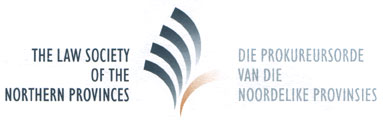 THE LAW SOCIETY
OF THE
NORTHERN PROVINCES
DIE PROKUREURSORDE
VAN DIE
NOORDELIKE PROVINSIES